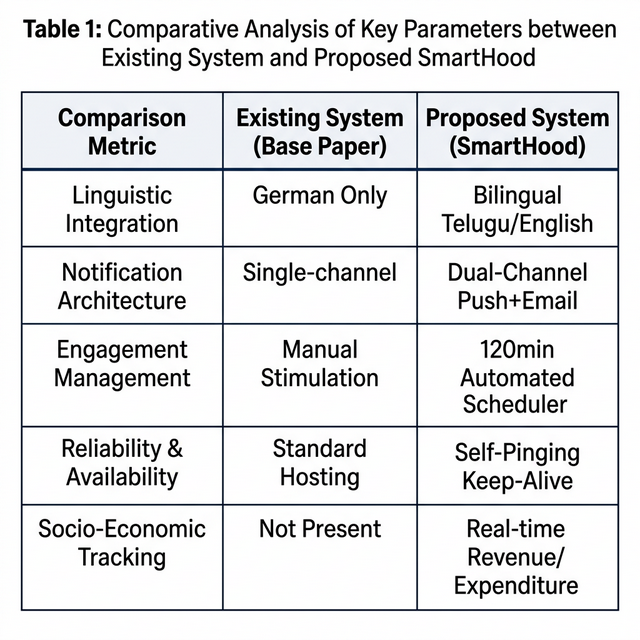 Table 1: Comparative Analysis of Key Parameters between
Existing System and Proposed SmartHood
Comparison
Metric
Existing System
(Base Paper)
Proposed System
(SmartHood)
Linguistic
Integration
German Only
Bilingual
Telugu/English
Notification
Architecture
Single-channel
Dual-Channel
Push+Email
Engagement
Management
Manual
Stimulation
120min
Automated
Scheduler
Reliability &
Availability
Standard
Hosting
Self-Pinging
Keep-Alive
Socio-Economic
Tracking
Not Present
Real-time
Revenue/
Expenditure